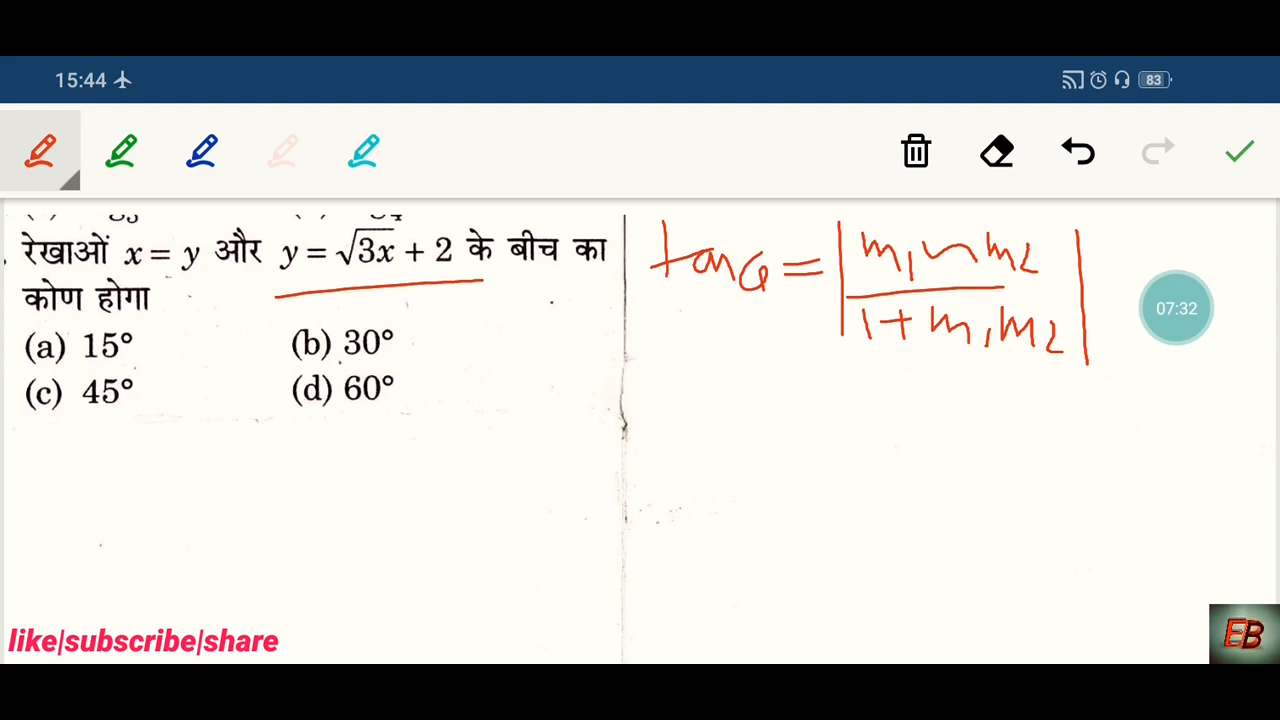 15:44
83
रेखाओं x = y और y = √3x + 2 के बीच का
कोण होगा
(a) 15° (b) 30°
(c) 45° (d) 60°
tanθ = | m₁ ~ m₂ / 1 + m₁m₂ |
07:32
like|subscribe|share
EB